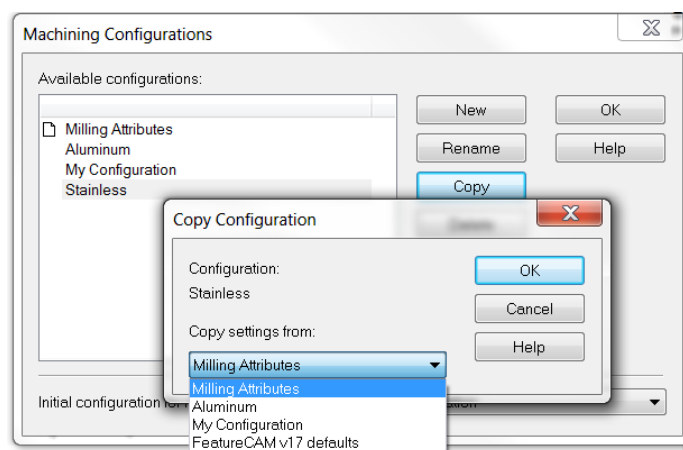 Machining Configurations
Available configurations:
Milling Attributes
Aluminum
My Configuration
Stainless
New
OK
Rename
Help
Copy
Copy Configuration
Configuration:
Stainless
OK
Cancel
Copy settings from:
Help
Milling Attributes
Milling Attributes
Aluminum
My Configuration
FeatureCAM v17 defaults
Initial configuration